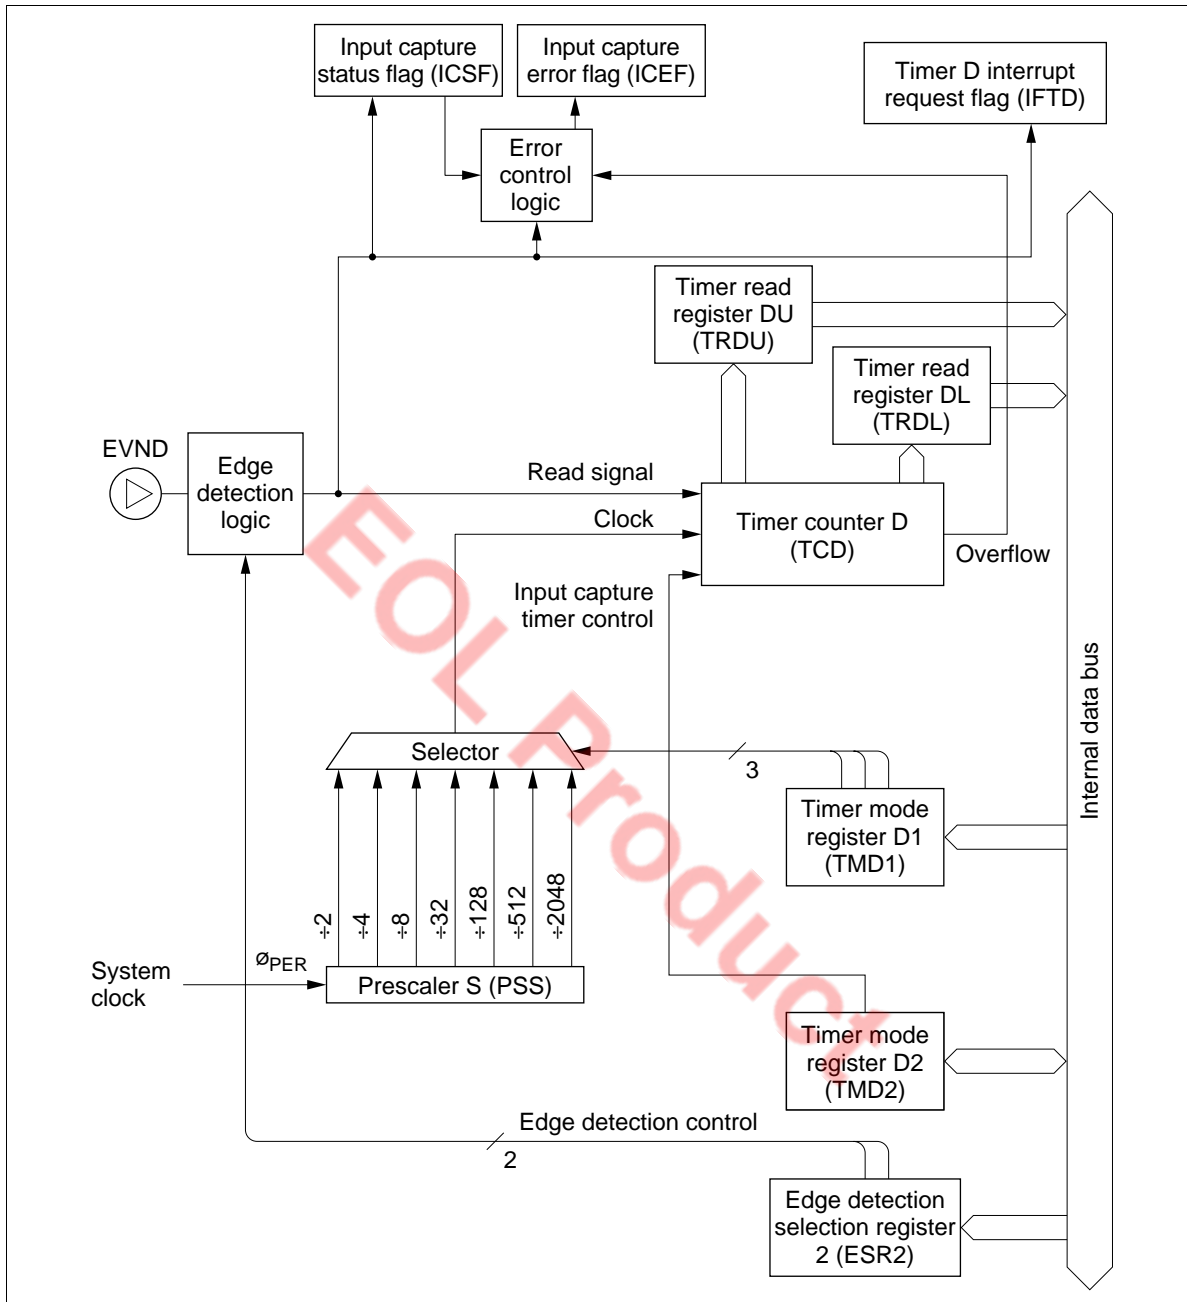 Input capture
status flag (ICSF)
Input capture
error flag (ICEF)
Timer D interrupt
request flag (IFTD)
Error
control
logic
Timer read
register DU
(TRDU)
Timer read
register DL
(TRDL)
EVND
Edge
detection
logic
Read signal
Clock
Timer counter D
(TCD)
Overflow
Input capture
timer control
Internal data bus
Selector
3
Timer mode
register D1
(TMD1)
÷2
÷4
÷8
÷32
÷128
÷512
÷2048
System
clock
øPER
Prescaler S (PSS)
Timer mode
register D2
(TMD2)
Edge detection control
2
Edge detection
selection register
2 (ESR2)
EOL Product